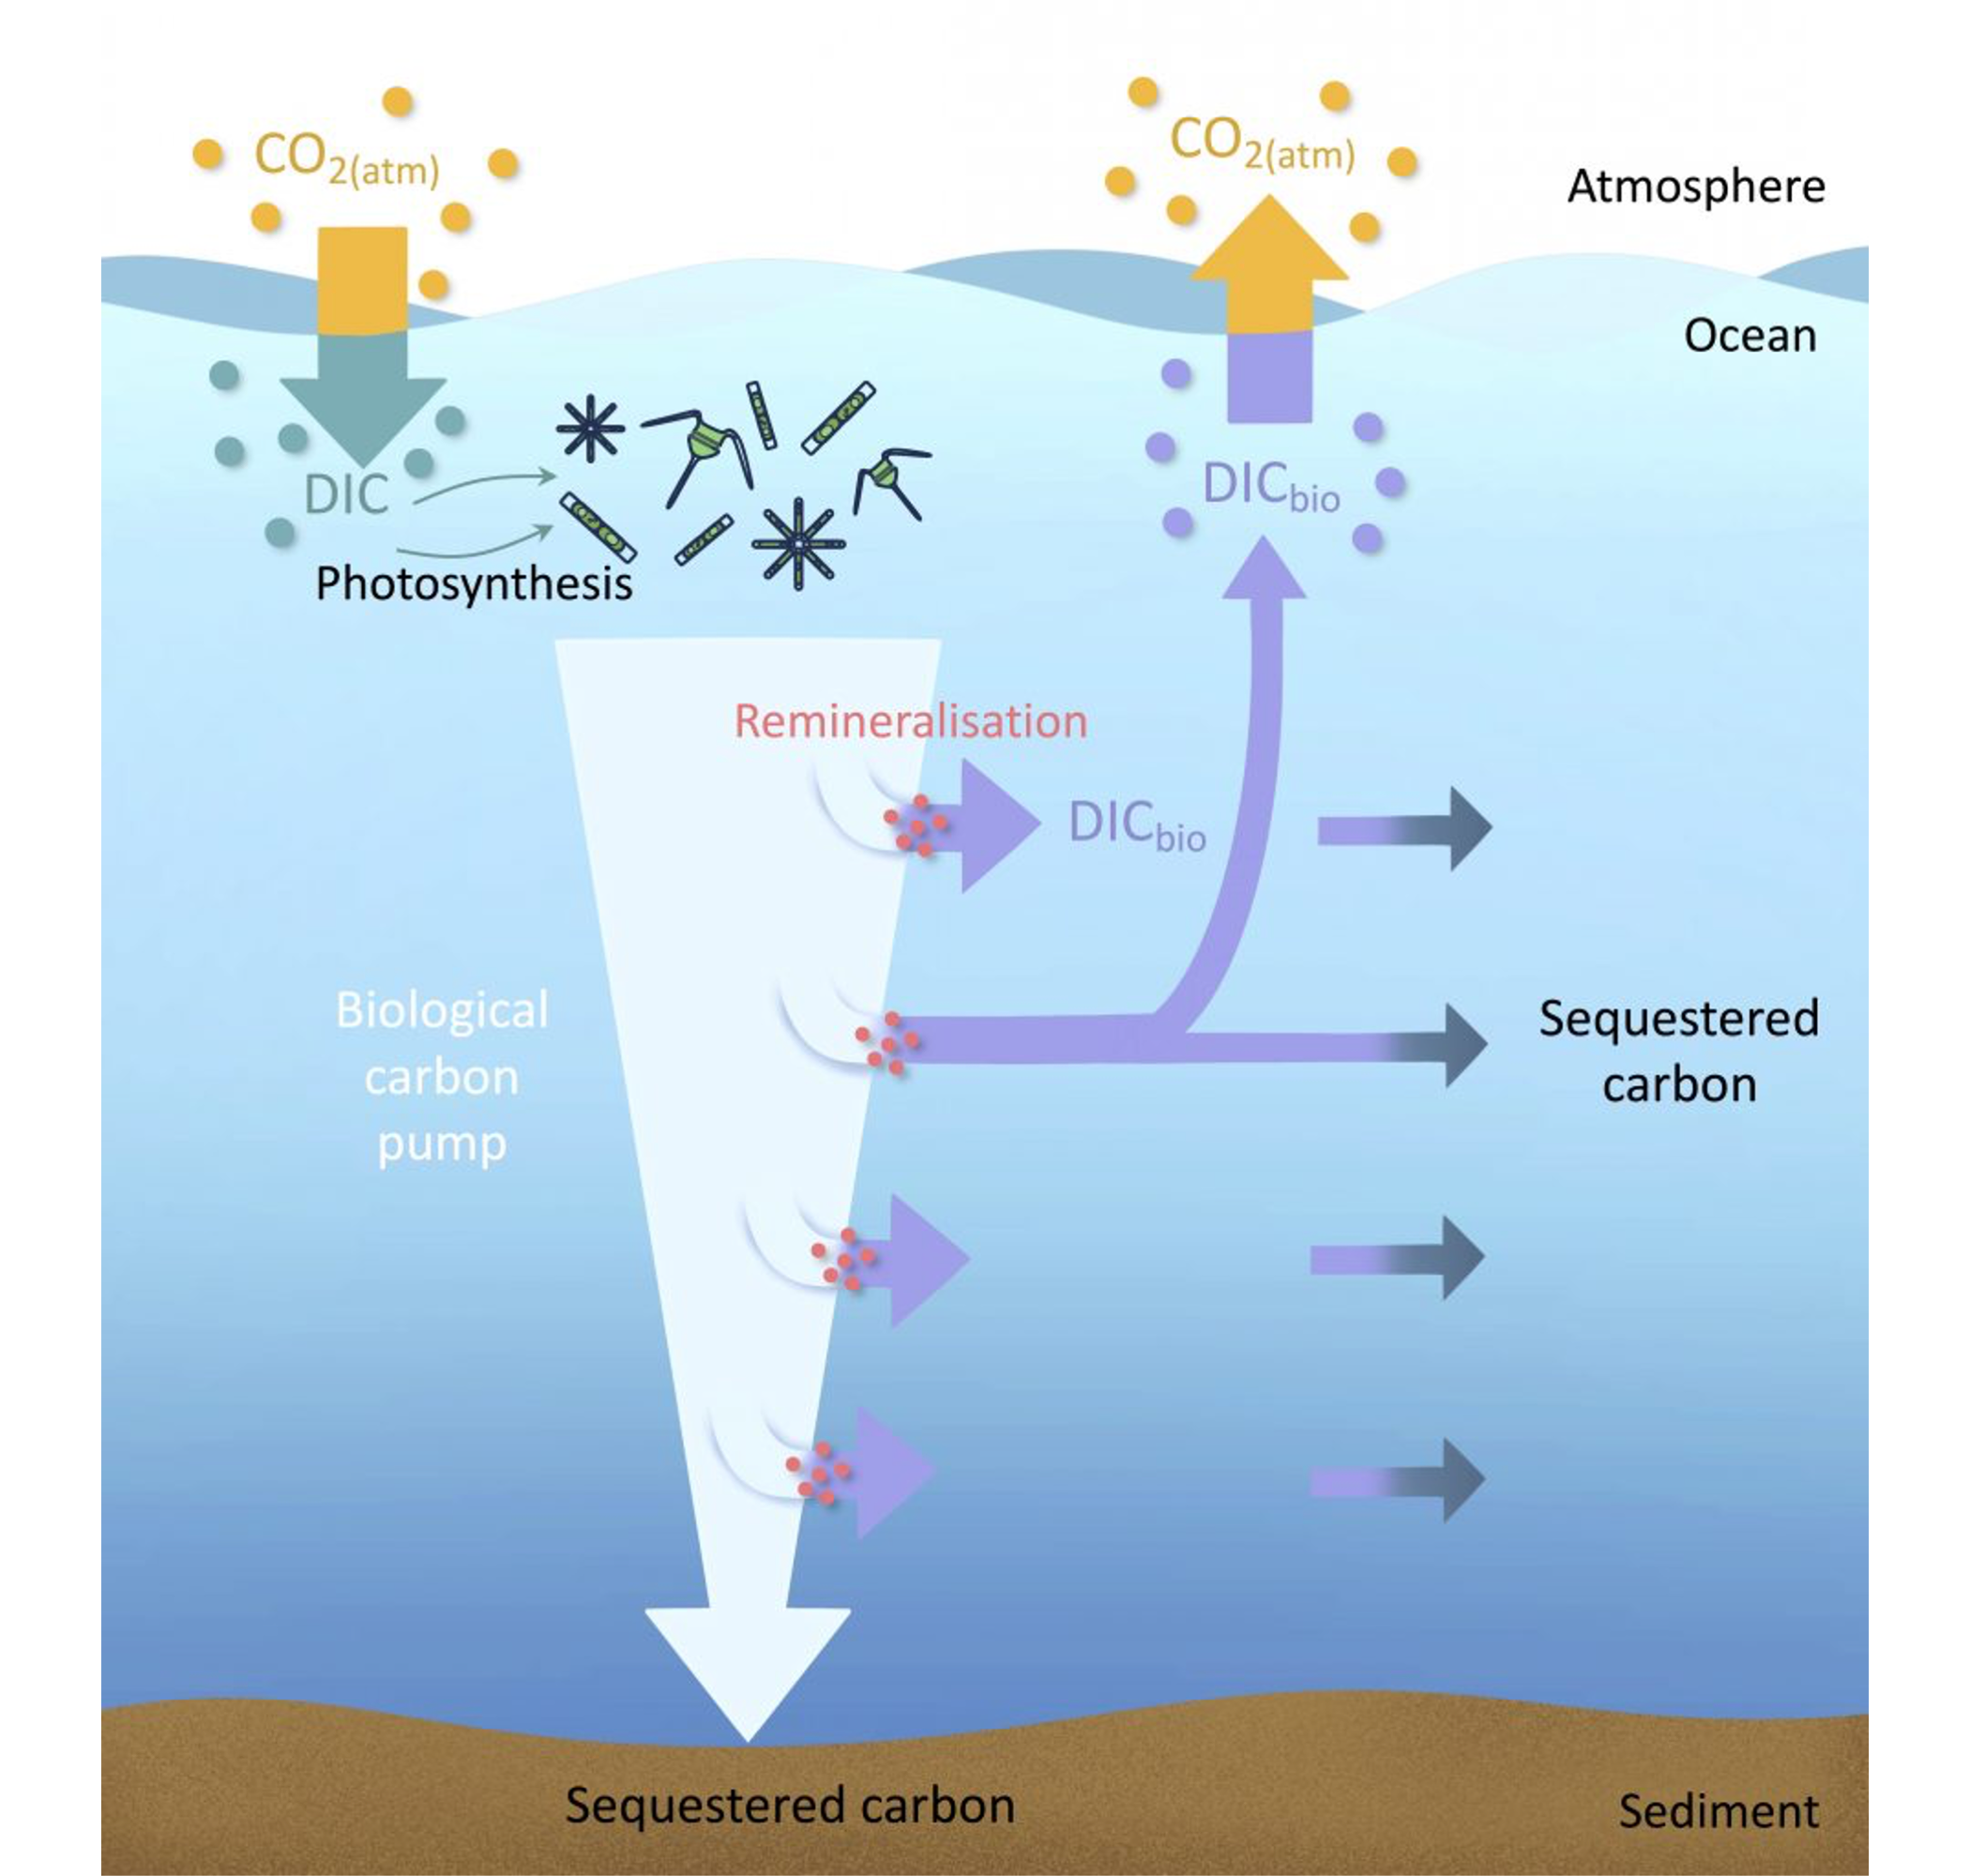 CO2(atm)
CO2(atm)
Atmosphere
Ocean
DIC
DICbio
Photosynthesis
Remineralisation
DICbio
Biological
carbon
pump
Sequestered
carbon
Sequestered carbon
Sediment